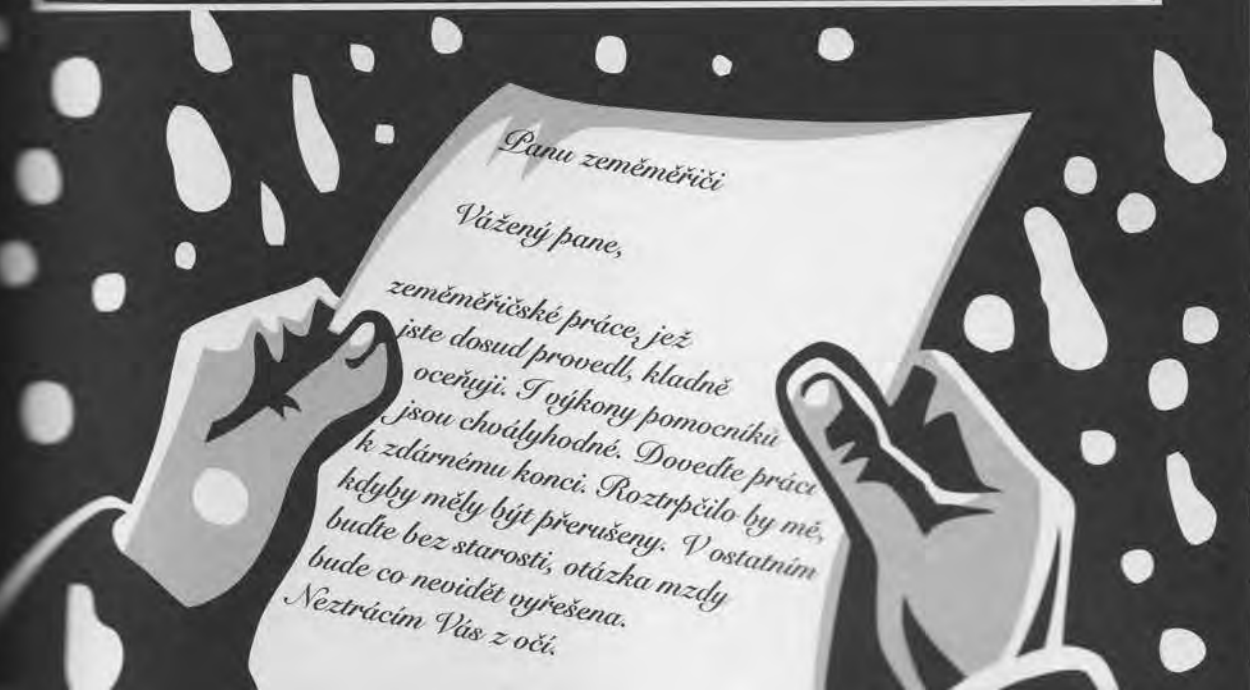 Panu zeměměřiči
Vážený pane,
zeměměřičské práce, jež
jste dosud provedl, kladně
oceňuji. I výkony pomocníků
jsou chvályhodné. Doveďte práci
k zdárnému konci. Roztrpčilo by mě,
kdyby měly být přerušeny. V ostatním
buďte bez starosti, otázka mzdy
bude co nevidět vyřešena.
Neztrácím Vás z očí.